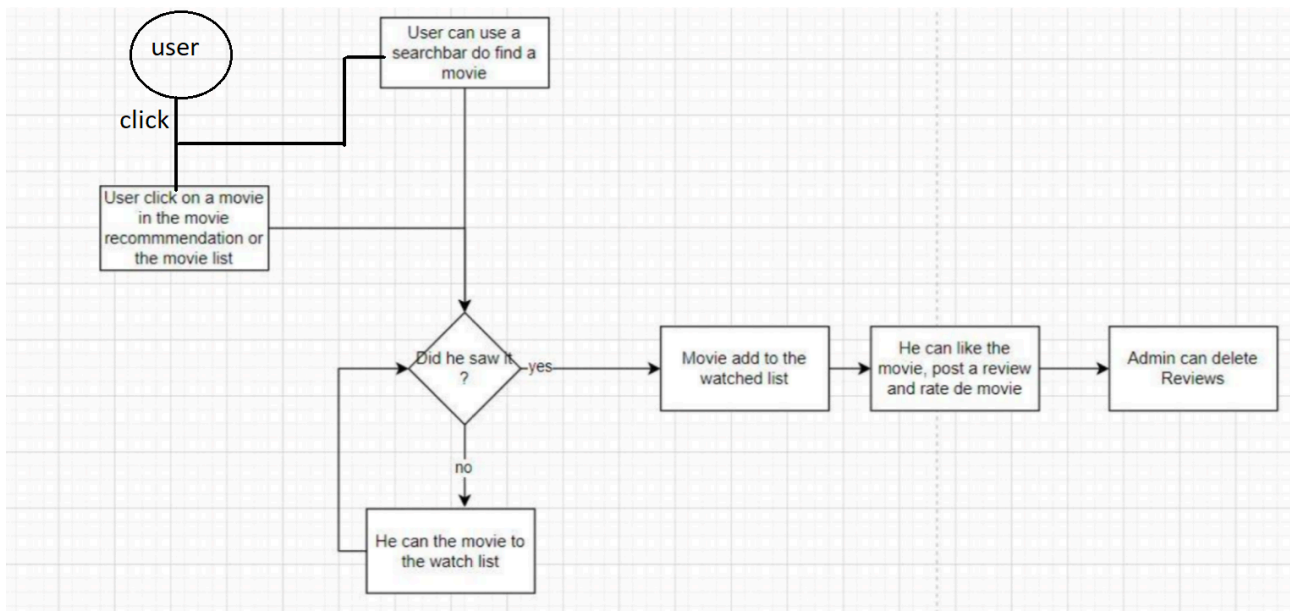 user
click
User can use a
searchbar do find a
movie
User click on a movie
in the movie
recommmendation or
the movie list
Did he saw it
?
yes
no
He can the movie to
the watch list
Movie add to the
watched list
He can like the
movie, post a review
and rate de movie
Admin can delete
Reviews